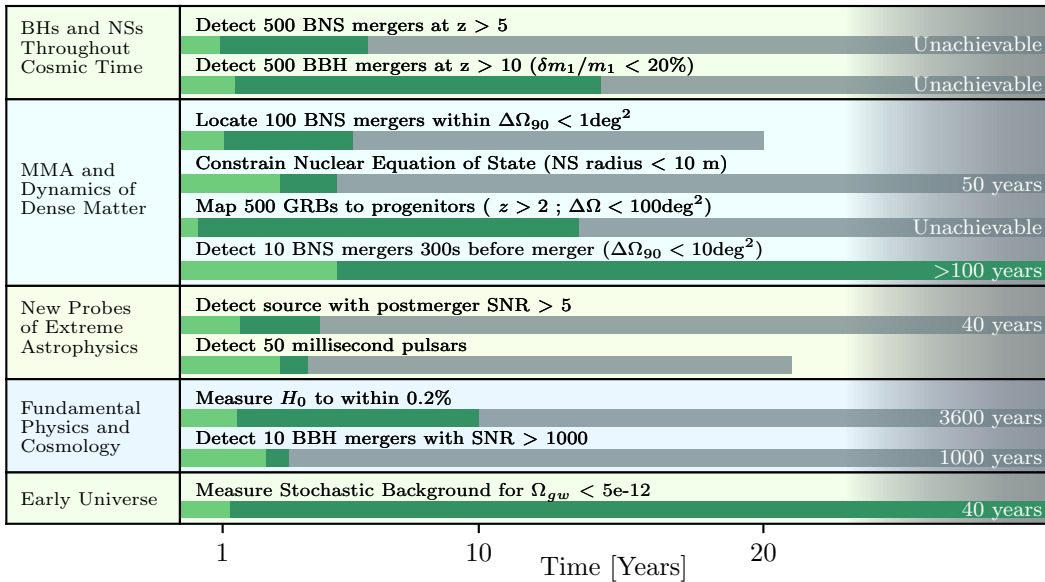 BHs and NSs
Throughout
Cosmic Time
Detect 500 BNS mergers at z > 5
Unachievable
Detect 500 BBH mergers at z > 10 (δm₁/m₁ < 20%)
Unachievable
MMA and
Dynamics of
Dense Matter
Locate 100 BNS mergers within ΔΩ₉₀ < 1deg²
Constrain Nuclear Equation of State (NS radius < 10 m)
50 years
Map 500 GRBs to progenitors ( z > 2 ; ΔΩ < 100deg²)
Unachievable
Detect 10 BNS mergers 300s before merger (ΔΩ₉₀ < 10deg²)
>100 years
New Probes
of Extreme
Astrophysics
Detect source with postmerger SNR > 5
40 years
Detect 50 millisecond pulsars
Fundamental
Physics and
Cosmology
Measure H₀ to within 0.2%
3600 years
Detect 10 BBH mergers with SNR > 1000
1000 years
Early Universe
Measure Stochastic Background for Ω_gw < 5e-12
40 years
1 10 20
Time [Years]